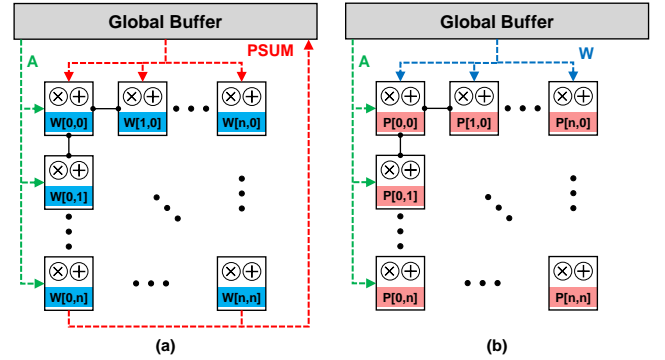 Global Buffer
A
PSUM
W[0,0]
W[1,0]
W[n,0]
W[0,1]
W[0,n]
W[n,n]
(a)
Global Buffer
A
W
P[0,0]
P[1,0]
P[n,0]
P[0,1]
P[0,n]
P[n,n]
(b)